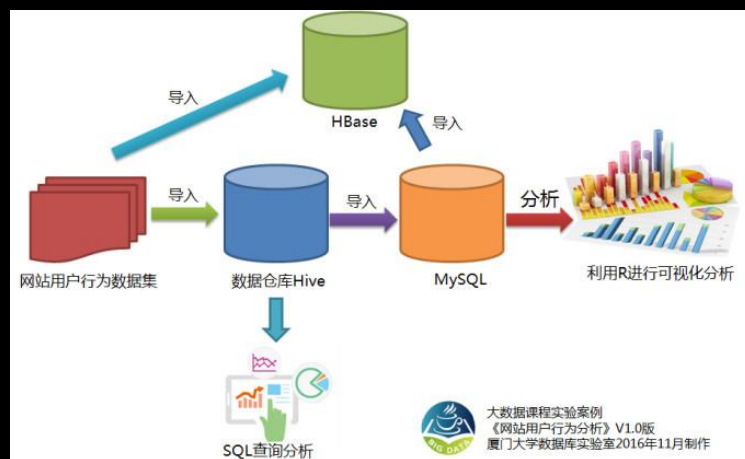 导入
HBase
导入
导入
导入
分析
网站用户行为数据集
数据仓库Hive
MySQL
利用R进行可视化分析
SQL查询分析
BIG DATA
大数据课程实验案例
《网站用户行为分析》V1.0版
厦门大学数据库实验室2016年11月制作